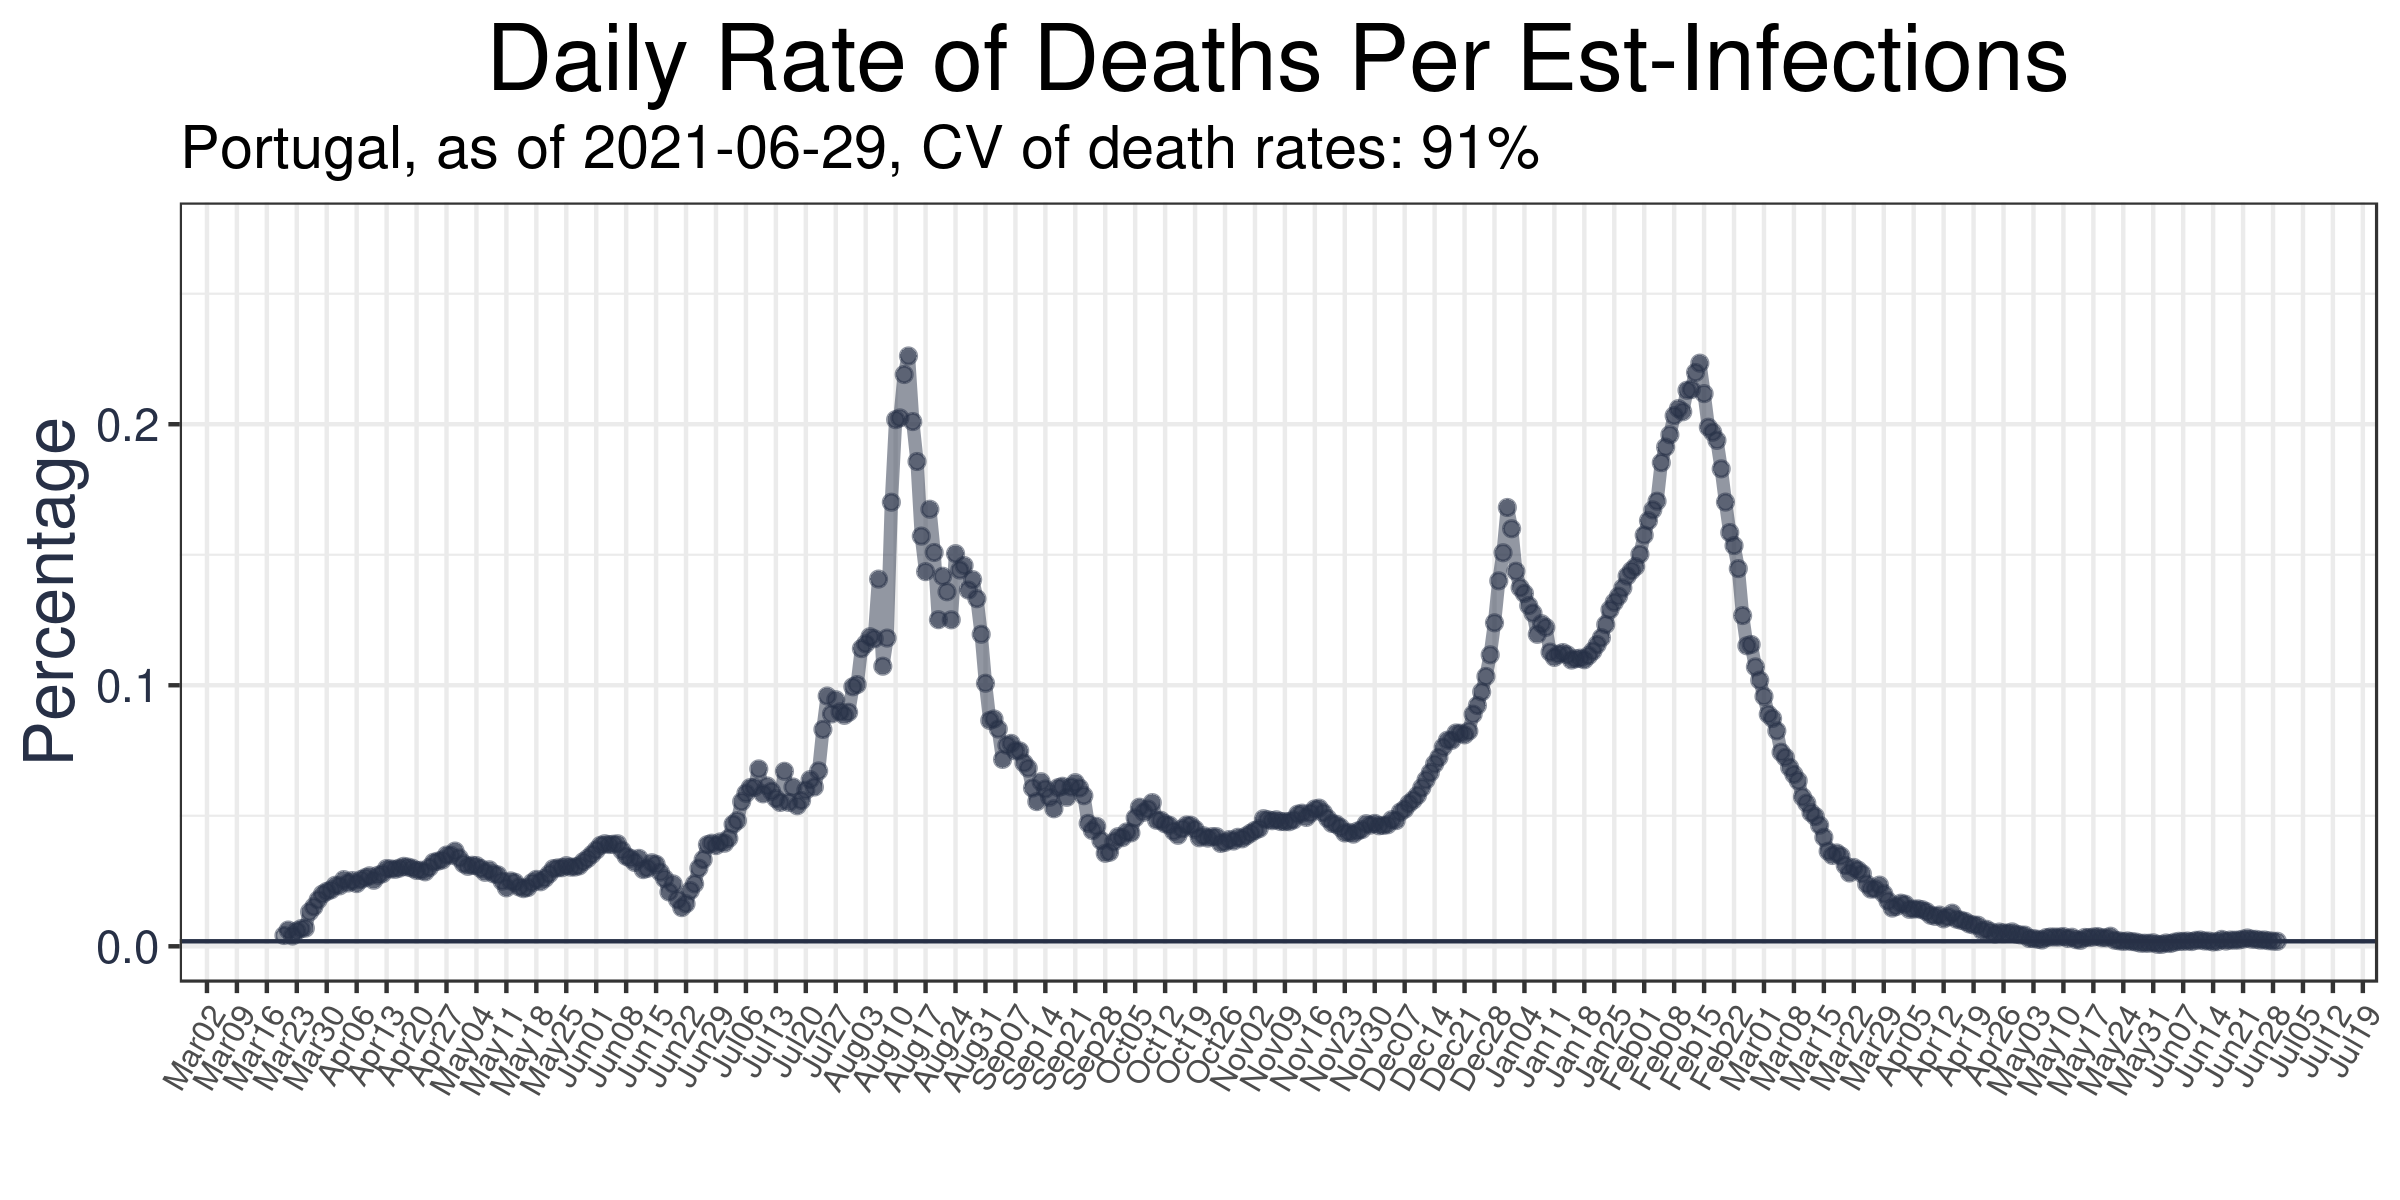 Daily Rate of Deaths Per Est-Infections
Portugal, as of 2021-06-29, CV of death rates: 91%
Percentage
0.2
0.1
0.0
Mar02
Mar09
Mar16
Mar23
Mar30
Apr06
Apr13
Apr20
Apr27
May04
May11
May18
May25
Jun01
Jun08
Jun15
Jun22
Jun29
Jul06
Jul13
Jul20
Jul27
Aug03
Aug10
Aug17
Aug24
Aug31
Sep07
Sep14
Sep21
Sep28
Oct05
Oct12
Oct19
Oct26
Nov02
Nov09
Nov16
Nov23
Nov30
Dec07
Dec14
Dec21
Dec28
Jan04
Jan11
Jan18
Jan25
Feb01
Feb08
Feb15
Feb22
Mar01
Mar08
Mar15
Mar22
Mar29
Apr05
Apr12
Apr19
Apr26
May03
May10
May17
May24
May31
May07
Jun14
Jun21
Jun28
Jul05
Jul12
Jul19